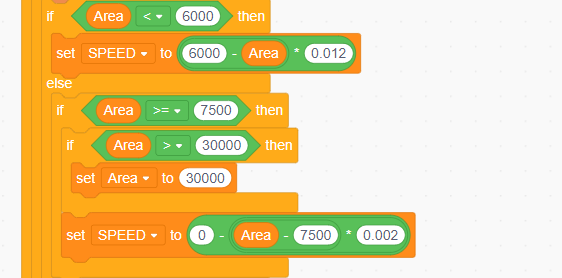 if Area < 6000 then
set SPEED to 6000 - Area * 0.012
else
if Area >= 7500 then
if Area > 30000 then
set Area to 30000
set SPEED to 0 - Area - 7500 * 0.002